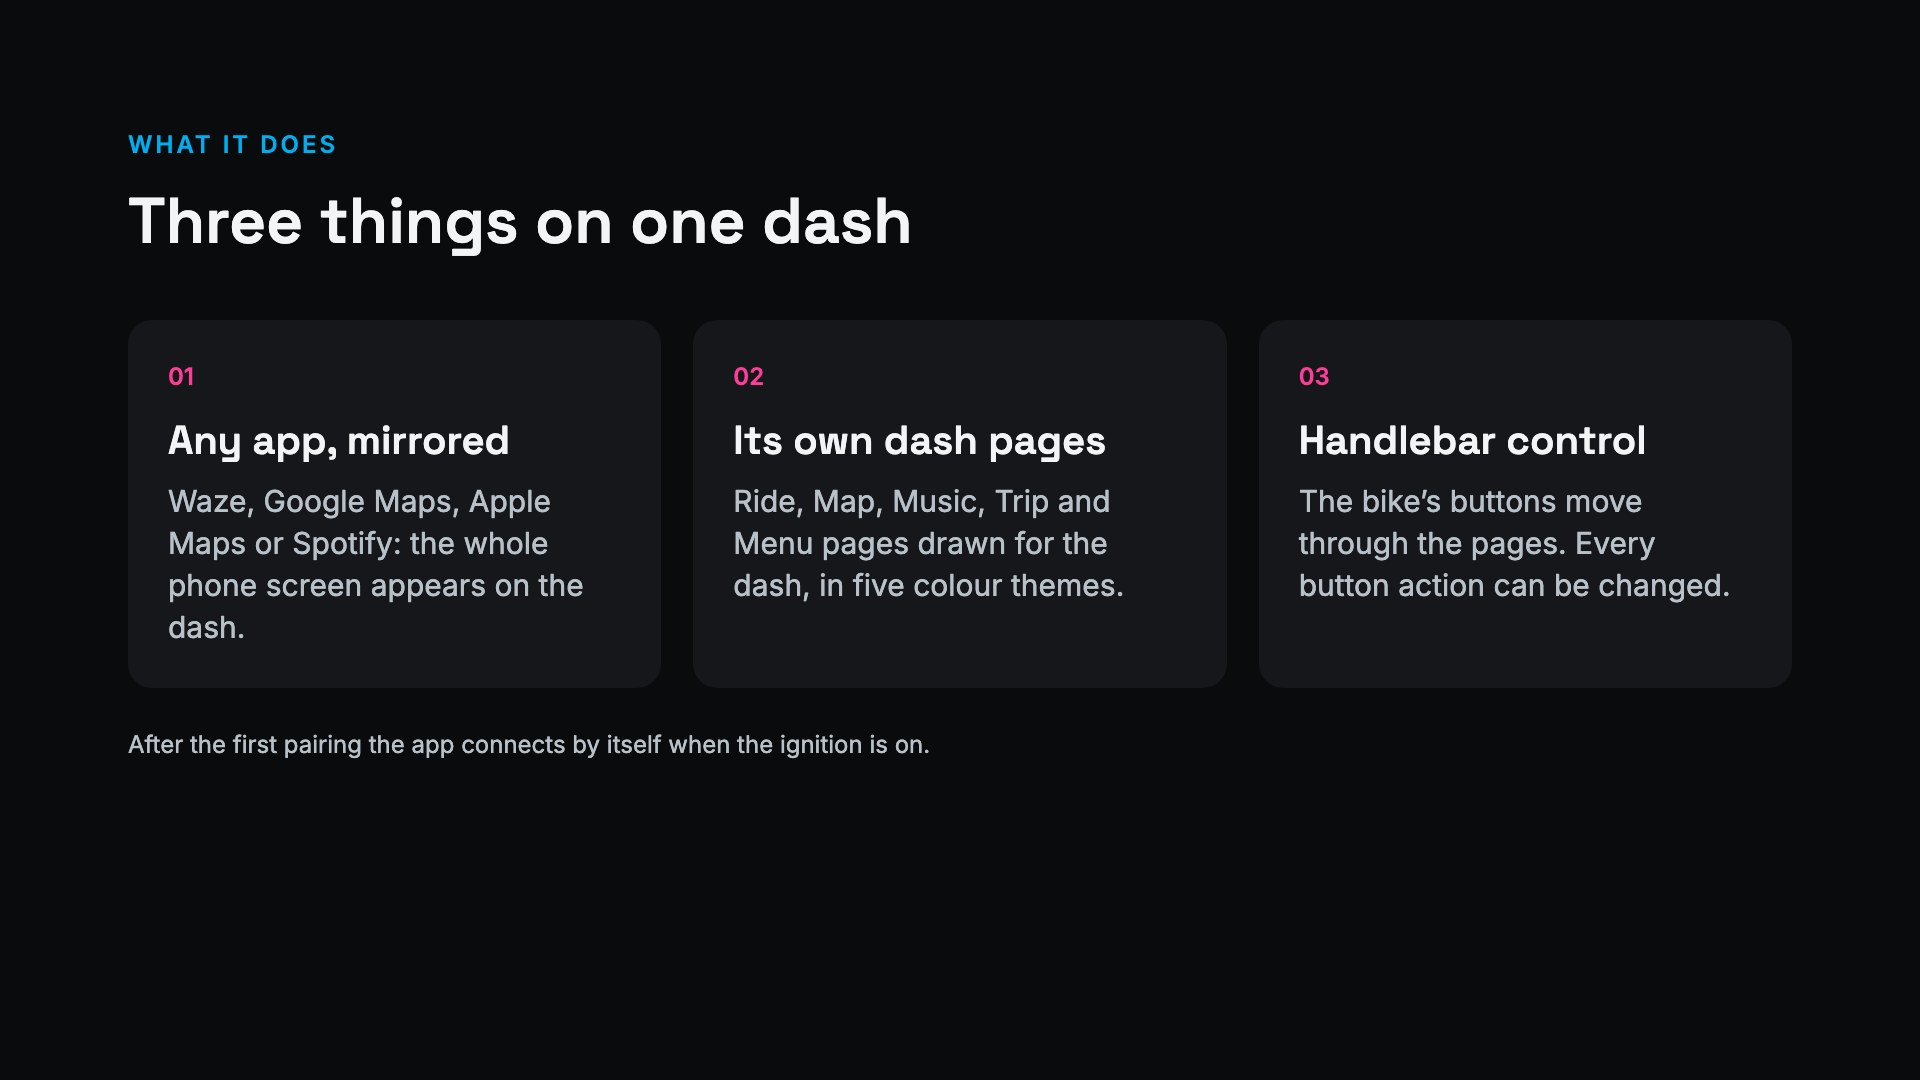 WHAT IT DOES
Three things on one dash
01
Any app, mirrored
Waze, Google Maps, Apple
Maps or Spotify: the whole
phone screen appears on the
dash.
02
Its own dash pages
Ride, Map, Music, Trip and
Menu pages drawn for the
dash, in five colour themes.
03
Handlebar control
The bike’s buttons move
through the pages. Every
button action can be changed.
After the first pairing the app connects by itself when the ignition is on.